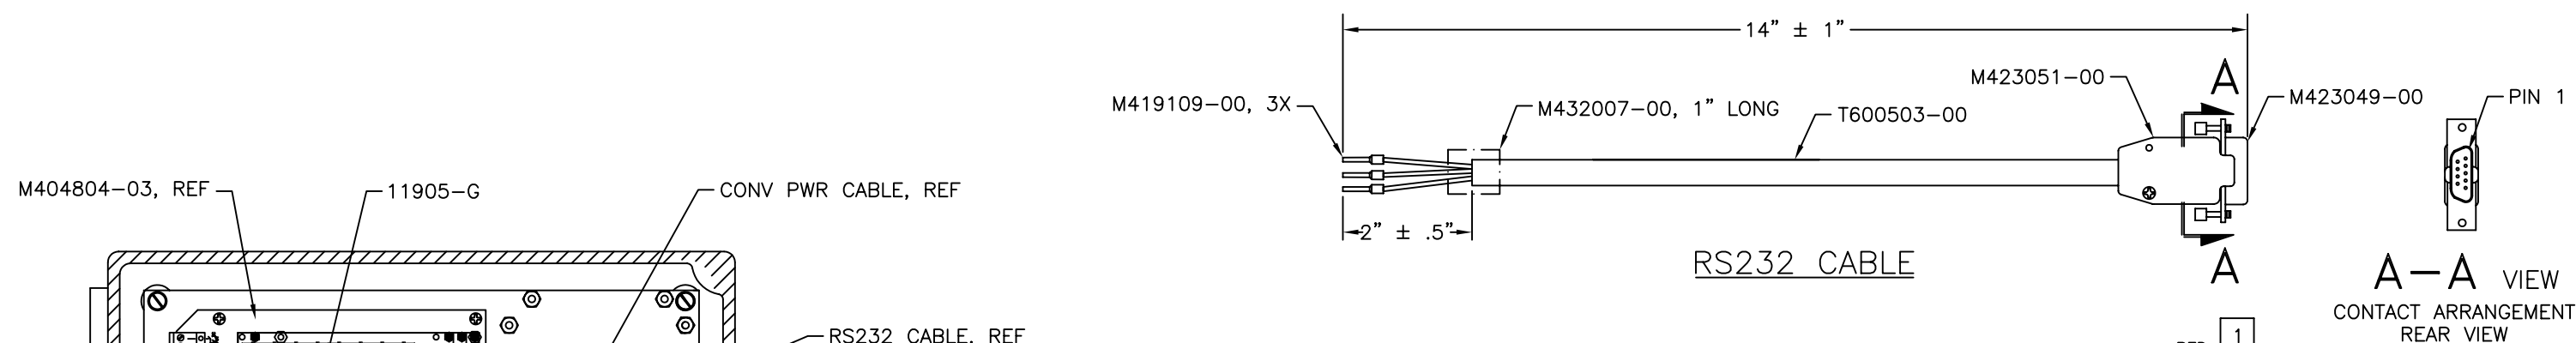 14” ± 1”
M423051-00
A
M419109-00, 3X
M432007-00, 1” LONG
T600503-00
M423049-00
PIN 1
M404804-03, REF
11905-G
CONV PWR CABLE, REF
2” ± .5”
RS232 CABLE
A
A-A VIEW
CONTACT ARRANGEMENT
REAR VIEW
RS232 CABLE, REF
1